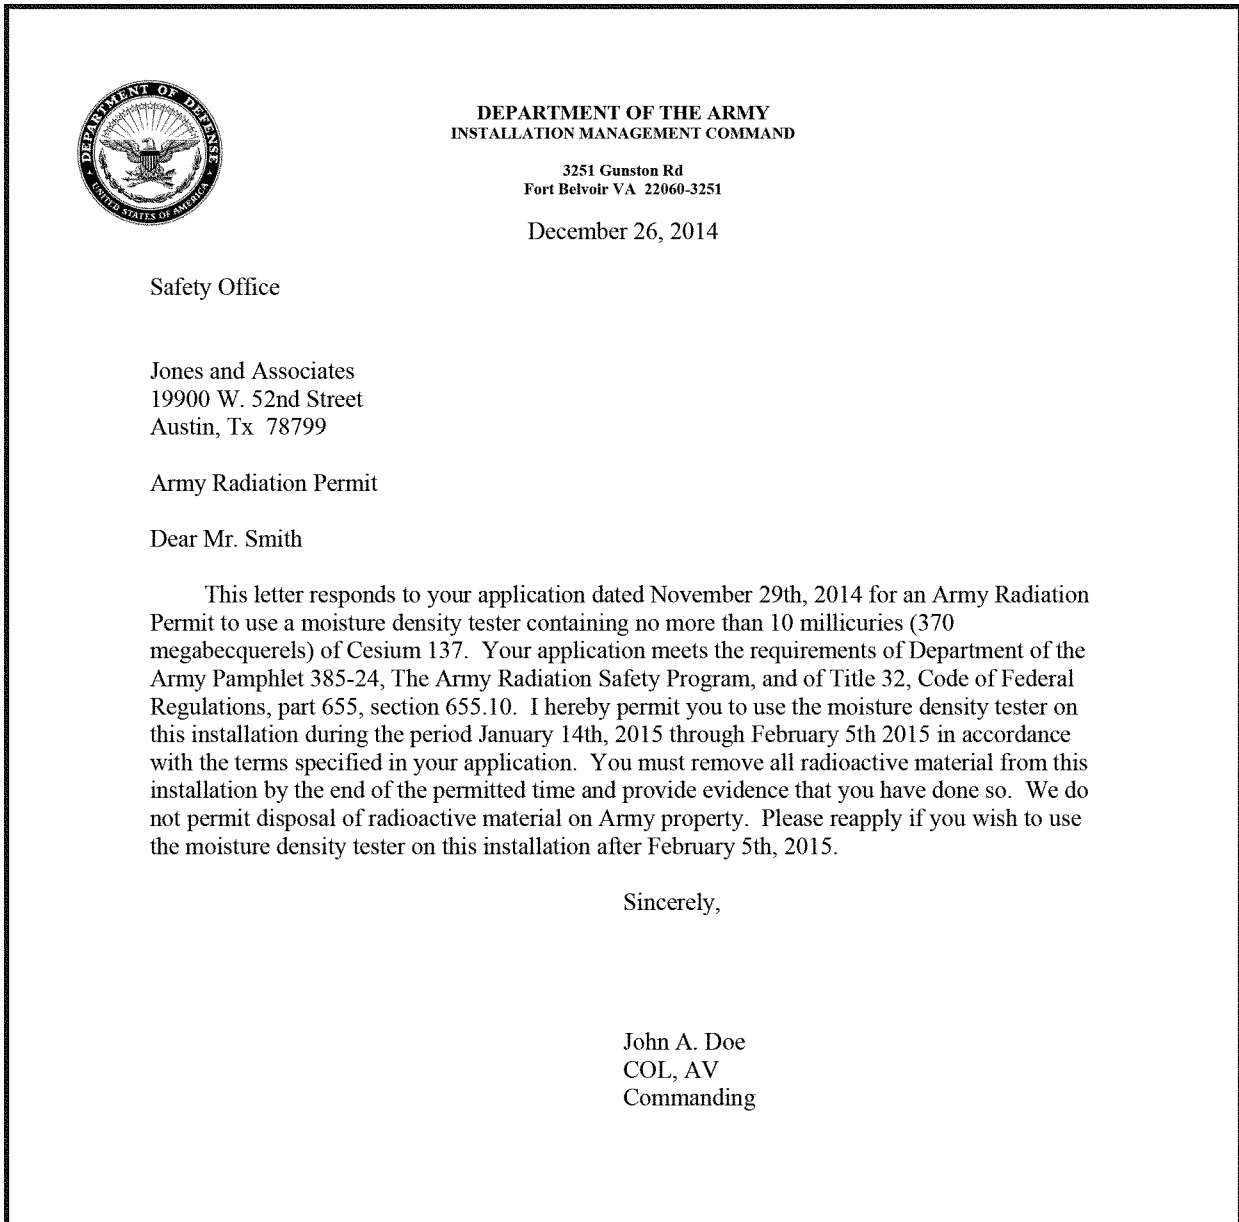 DEPARTMENT OF DEFENSE
UNITED STATES OF AMERICA
DEPARTMENT OF THE ARMY
INSTALLATION MANAGEMENT COMMAND
3251 Gunston Rd
Fort Belvoir VA  22060-3251
December 26, 2014
Safety Office
Jones and Associates
19900 W. 52nd Street
Austin, Tx  78799
Army Radiation Permit
Dear Mr. Smith
This letter responds to your application dated November 29th, 2014 for an Army Radiation
Permit to use a moisture density tester containing no more than 10 millicuries (370
megabecquerels) of Cesium 137.  Your application meets the requirements of Department of the
Army Pamphlet 385-24, The Army Radiation Safety Program, and of Title 32, Code of Federal
Regulations, part 655, section 655.10.  I hereby permit you to use the moisture density tester on
this installation during the period January 14th, 2015 through February 5th 2015 in accordance
with the terms specified in your application.  You must remove all radioactive material from this
installation by the end of the permitted time and provide evidence that you have done so.  We do
not permit disposal of radioactive material on Army property.  Please reapply if you wish to use
the moisture density tester on this installation after February 5th, 2015.
Sincerely,
John A. Doe
COL, AV
Commanding